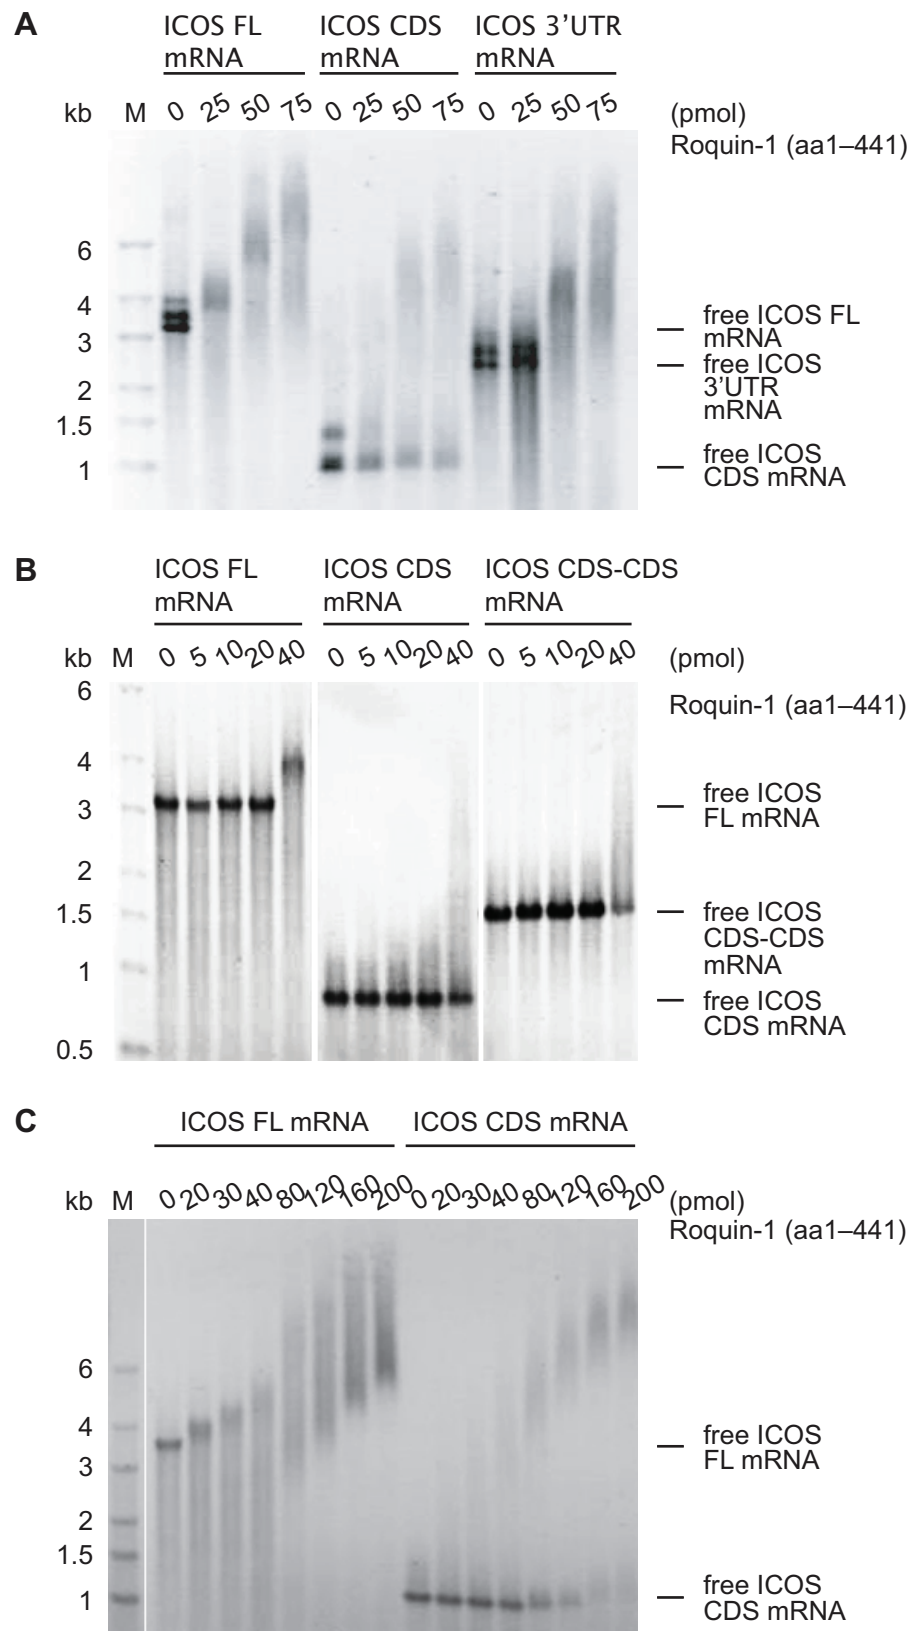 A
ICOS FL mRNA
ICOS CDS mRNA
ICOS 3’UTR mRNA
kb M 0 25 50 75 0 25 50 75 0 25 50 75 (pmol)
Roquin-1 (aa1–441)
6
4
3
2
1.5
1
free ICOS FL
mRNA
free ICOS
3’UTR
mRNA
free ICOS
CDS mRNA
B
ICOS FL mRNA
ICOS CDS mRNA
ICOS CDS-CDS mRNA
kb M 0 5 10 20 40 0 5 10 20 40 0 5 10 20 40 (pmol)
Roquin-1 (aa1–441)
6
4
3
2
1.5
1
0.5
free ICOS
FL mRNA
free ICOS
CDS-CDS
mRNA
free ICOS
CDS mRNA
C
ICOS FL mRNA ICOS CDS mRNA
kb M 0 20 30 40 80 120 160 200 0 20 30 40 80 120 160 200 (pmol)
Roquin-1 (aa1–441)
6
4
3
2
1.5
1
free ICOS
FL mRNA
free ICOS
CDS mRNA